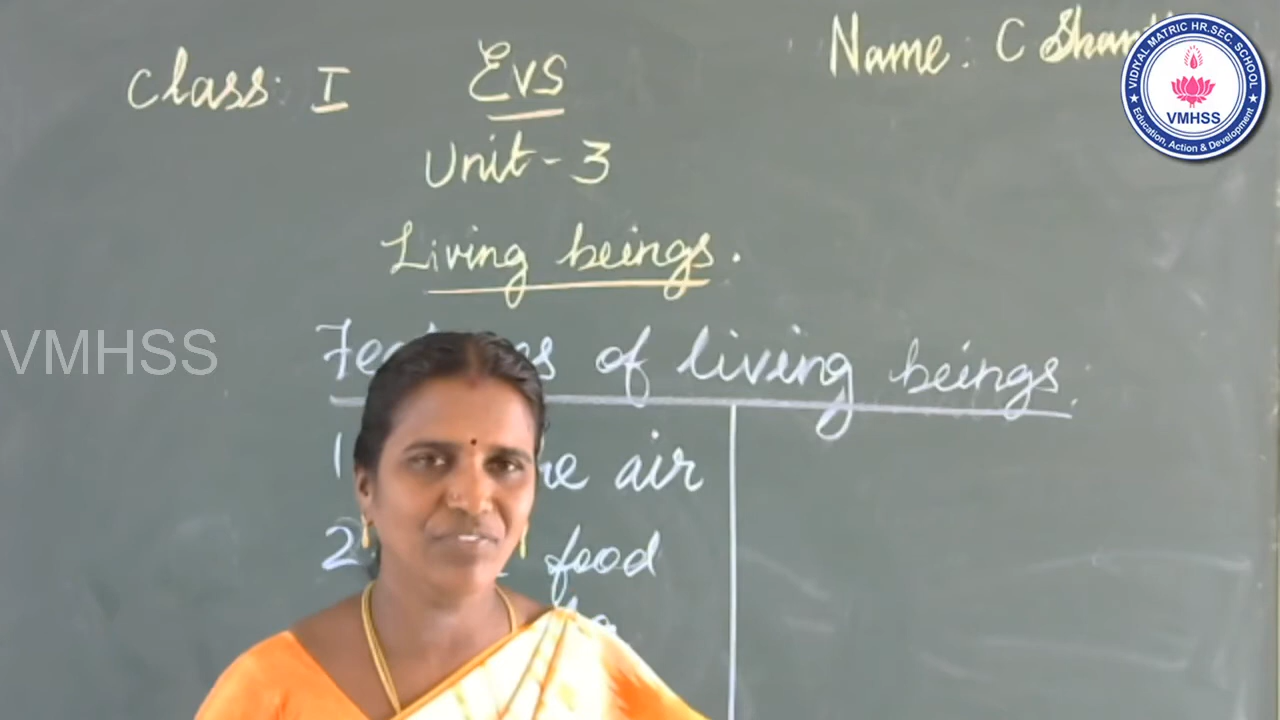 Class: I
EVS
Name: C
Unit-3
Living beings.
of living beings.
1
air
2
food
VMHSS
VIDIYAL MATRIC HR.SEC. SCHOOL
VMHSS
Education, Action & Development